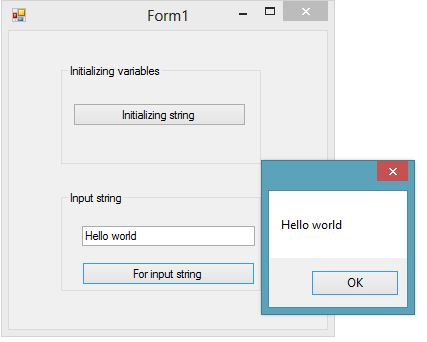 Form1
Initializing variables
Initializing string
Input string
Hello world
For input string
Hello world
OK